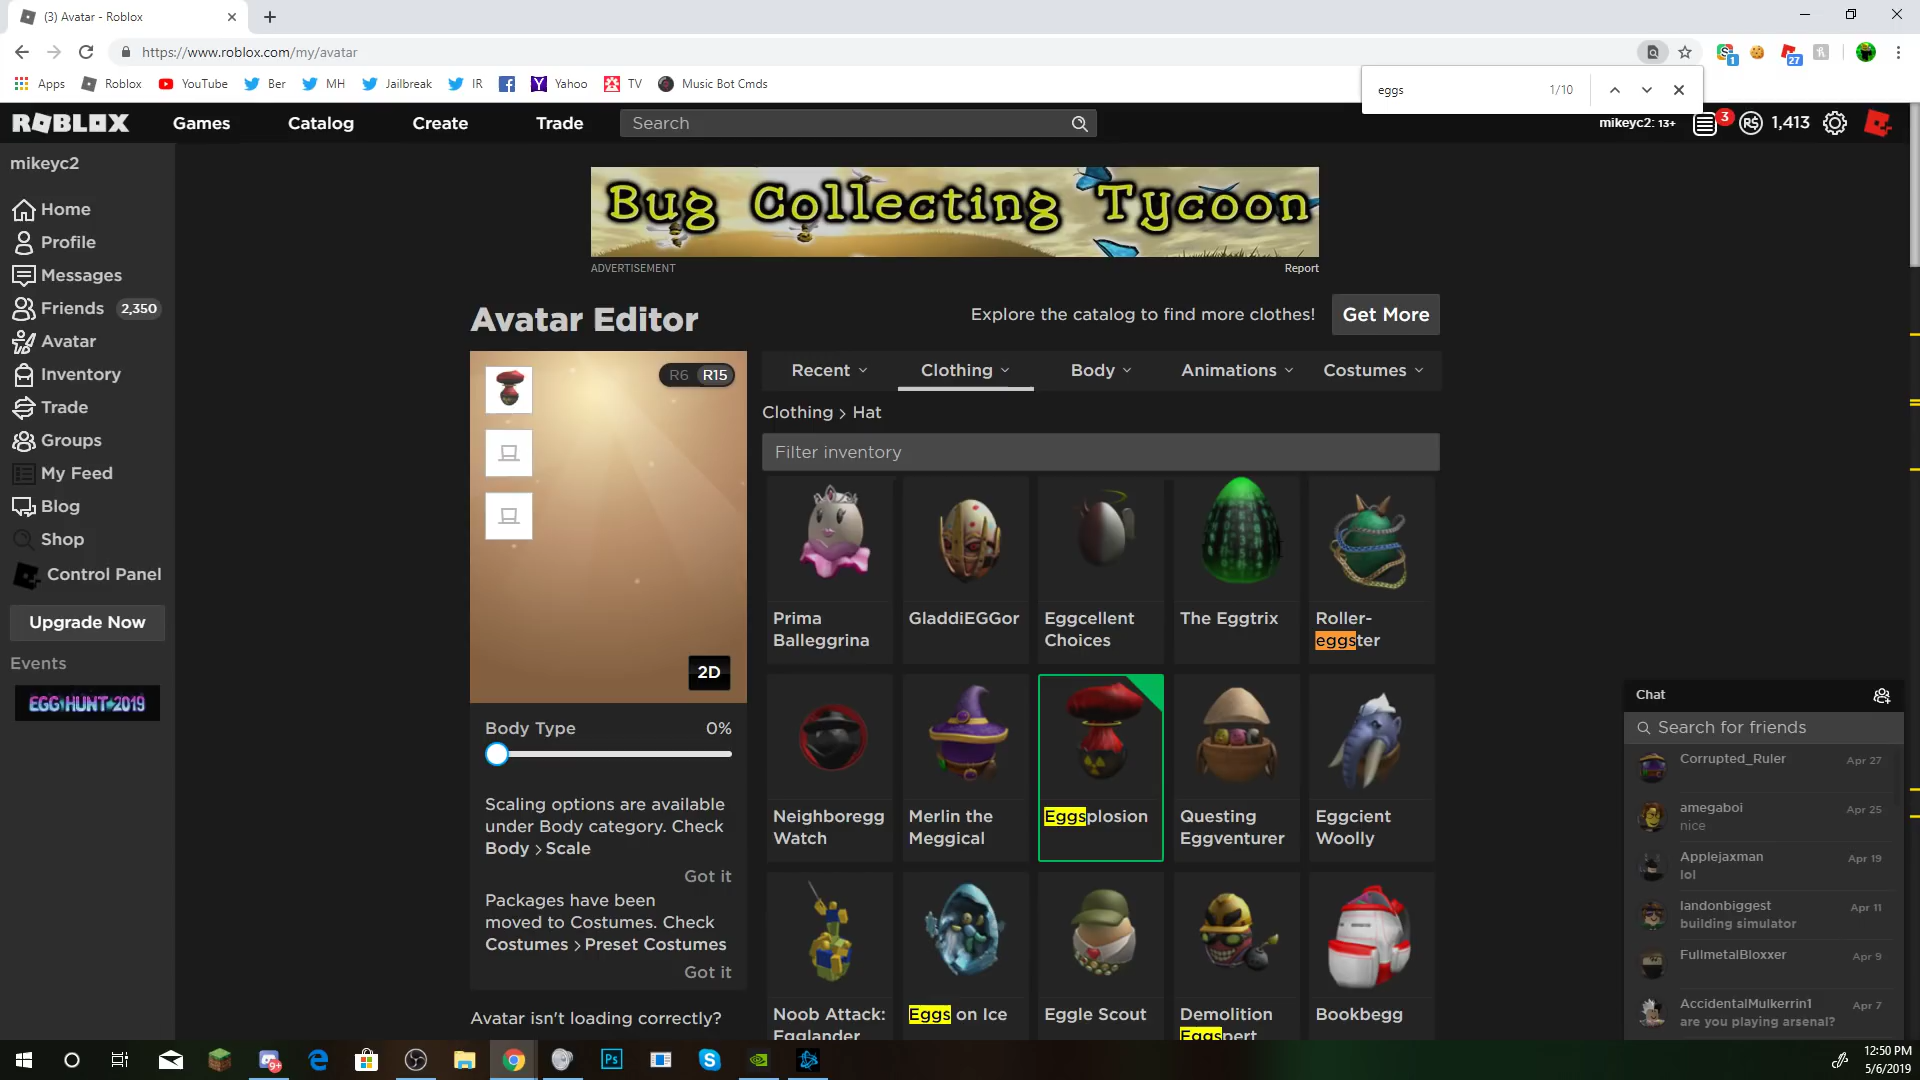 (3) Avatar - Roblox
https://www.roblox.com/my/avatar
1
27
Apps Roblox YouTube Ber MH Jailbreak IR Yahoo TV Music Bot Cmds
eggs 1/10
ROBLOX Games Catalog Create Trade Search mikeyc2: 13+ 3 R$ 1,413
mikeyc2
Home
Profile
Messages
Friends 2,350
Avatar
Inventory
Trade
Groups
My Feed
Blog
Shop
Control Panel
Upgrade Now
Events
EGG HUNT 2019
Bug Collecting Tycoon
ADVERTISEMENT Report
Avatar Editor
Explore the catalog to find more clothes! Get More
R6 R15
2D
Body Type 0%
Scaling options are available
under Body category. Check
Body > Scale
Got it
Packages have been
moved to Costumes. Check
Costumes > Preset Costumes
Got it
Avatar isn't loading correctly?
Recent Clothing Body Animations Costumes
Clothing > Hat
Filter inventory
Prima
Balleggrina
GladdiEGGor
Eggcellent
Choices
The Eggtrix
Roller-
eggster
Neighboregg
Watch
Merlin the
Meggical
Eggsplosion
Questing
Eggventurer
Eggcient
Woolly
Noob Attack:
Egglander
Eggs on Ice
Eggle Scout
Demolition
Eggspert
Bookbegg
Chat
Search for friends
Corrupted_Ruler Apr 27
amegaboi Apr 25
nice
Applejaxman Apr 19
lol
landonbiggest Apr 11
building simulator
FullmetalBloxxer Apr 9
AccidentalMulkerrin1 Apr 7
are you playing arsenal?
9+
Ps
12:50 PM
5/6/2019